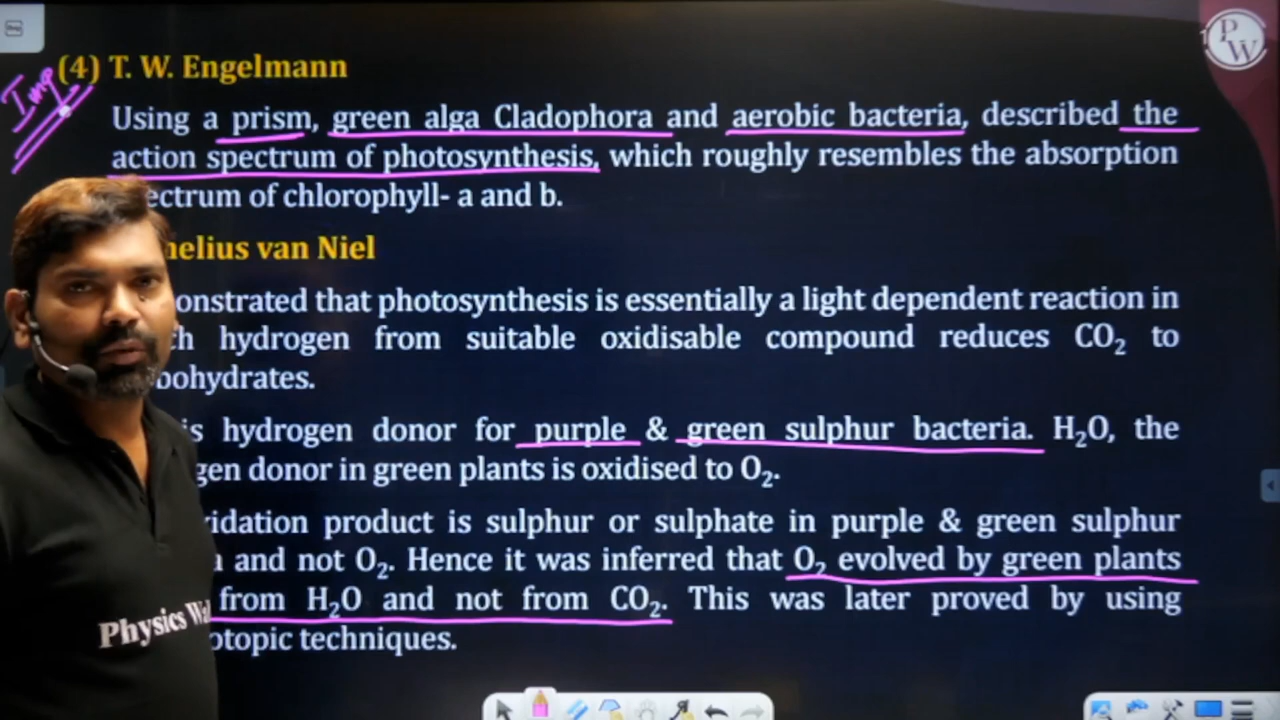 (4) T. W. Engelmann
Imp
Using a prism, green alga Cladophora and aerobic bacteria, described the
action spectrum of photosynthesis, which roughly resembles the absorption
ectrum of chlorophyll- a and b.
nelius van Niel
onstrated that photosynthesis is essentially a light dependent reaction in
h hydrogen from suitable oxidisable compound reduces CO₂ to
bohydrates.
is hydrogen donor for purple & green sulphur bacteria. H₂O, the
gen donor in green plants is oxidised to O₂.
idation product is sulphur or sulphate in purple & green sulphur
and not O₂. Hence it was inferred that O₂ evolved by green plants
from H₂O and not from CO₂. This was later proved by using
otopic techniques.
Physics Wa
P
W